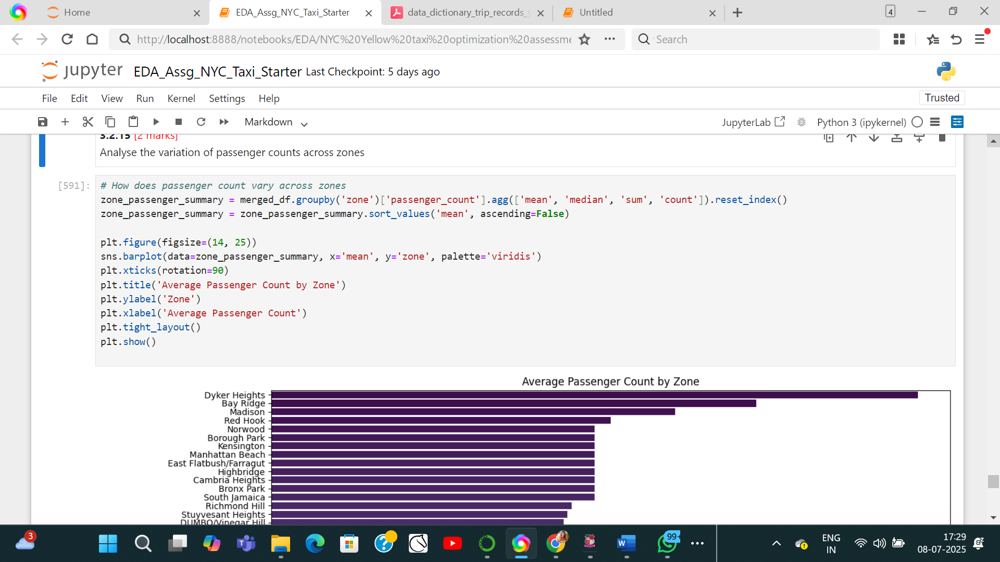 Home
EDA_Assg_NYC_Taxi_Starter
data_dictionary_trip_records_y
Untitled
4
http://localhost:8888/notebooks/EDA/NYC%20Yellow%20taxi%20optimization%20assessme
Search
jupyter EDA_Assg_NYC_Taxi_Starter Last Checkpoint: 5 days ago
File Edit View Run Kernel Settings Help
Trusted
Markdown
JupyterLab
Python 3 (ipykernel)
3.2.15 [2 marks]
Analyse the variation of passenger counts across zones
[591]:
# How does passenger count vary across zones
zone_passenger_summary = merged_df.groupby('zone')['passenger_count'].agg(['mean', 'median', 'sum', 'count']).reset_index()
zone_passenger_summary = zone_passenger_summary.sort_values('mean', ascending=False)
plt.figure(figsize=(14, 25))
sns.barplot(data=zone_passenger_summary, x='mean', y='zone', palette='viridis')
plt.xticks(rotation=90)
plt.title('Average Passenger Count by Zone')
plt.ylabel('Zone')
plt.xlabel('Average Passenger Count')
plt.tight_layout()
plt.show()
Average Passenger Count by Zone
Dyker Heights
Bay Ridge
Madison
Red Hook
Norwood
Borough Park
Kensington
Manhattan Beach
East Flatbush/Farragut
Highbridge
Cambria Heights
Bronx Park
South Jamaica
Richmond Hill
Stuyvesant Heights
DUMBO/Vinegar Hill
3
99+
ENG
IN
17:29
08-07-2025